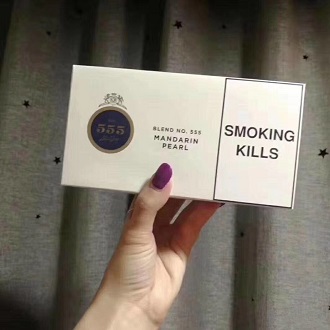 555
BLEND NO. 555
MANDARIN
PEARL
SMOKING
KILLS